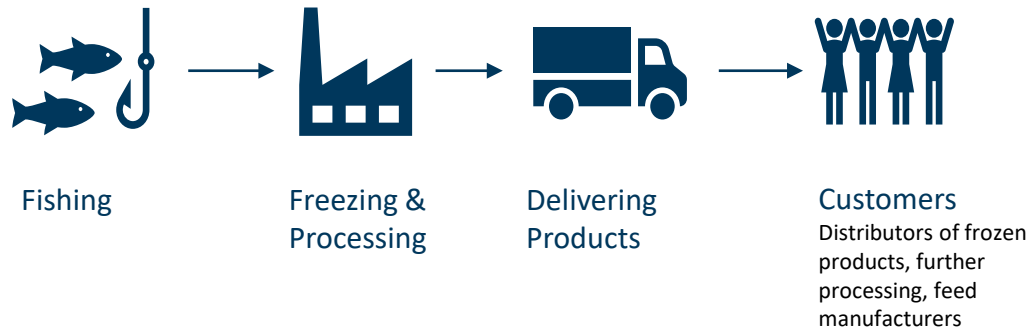 Fishing
Freezing &
Processing
Delivering
Products
Customers
Distributors of frozen
products, further
processing, feed
manufacturers